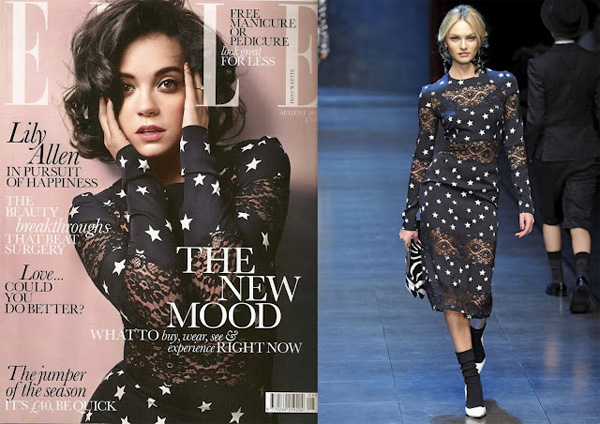 ELLE
FREE
MANICURE
OR
PEDICURE
look great
FOR LESS
AUGUST
Lily
Allen
IN PURSUIT
OF HAPPINESS
THE
BEAUTY
breakthroughs
THAT BEAT
SURGERY
Love...
COULD
YOU
DO BETTER?
THE
NEW
MOOD
WHAT TO buy, wear, see &
experience RIGHT NOW
The jumper
of the season
IT'S £40, BE QUICK